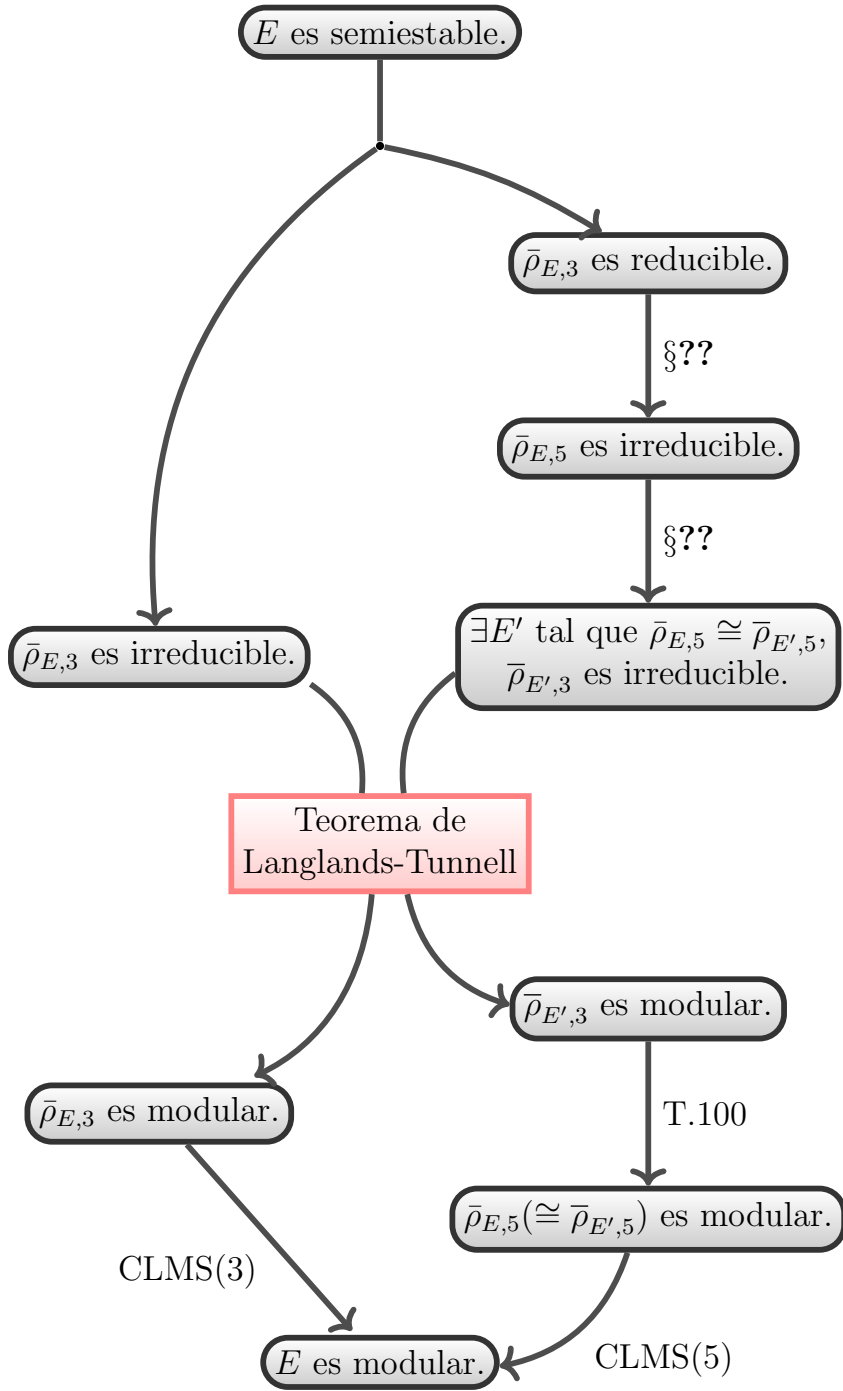 E es semiestable.
ρ̄_{E,3} es reducible.
§??
ρ̄_{E,5} es irreducible.
§??
∃E′ tal que ρ̄_{E,5} ≅ ρ̅_{E′,5},
ρ̅_{E′,3} es irreducible.
ρ̄_{E,3} es irreducible.
Teorema de
Langlands-Tunnell
ρ̅_{E′,3} es modular.
ρ̄_{E,3} es modular.
T.100
ρ̄_{E,5}(≅ ρ̅_{E′,5}) es modular.
CLMS(3)
E es modular.
CLMS(5)